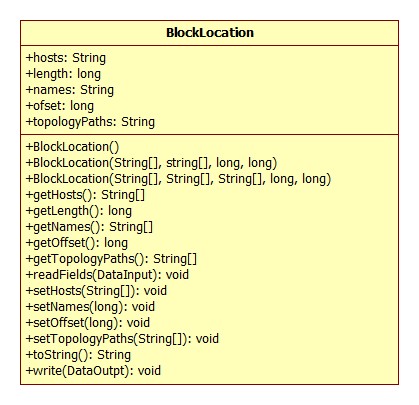 BlockLocation
+hosts: String
+length: long
+names: String
+ofset: long
+topologyPaths: String
+BlockLocation()
+BlockLocation(String[], string[], long, long)
+BlockLocation(String[], String[], String[], long, long)
+getHosts(): String[]
+getLength(): long
+getNames(): String[]
+getOffset(): long
+getTopologyPaths(): String[]
+readFields(DataInput): void
+setHosts(String[]): void
+setNames(long): void
+setOffset(long): void
+setTopologyPaths(String[]): void
+toString(): String
+write(DataOutpt): void